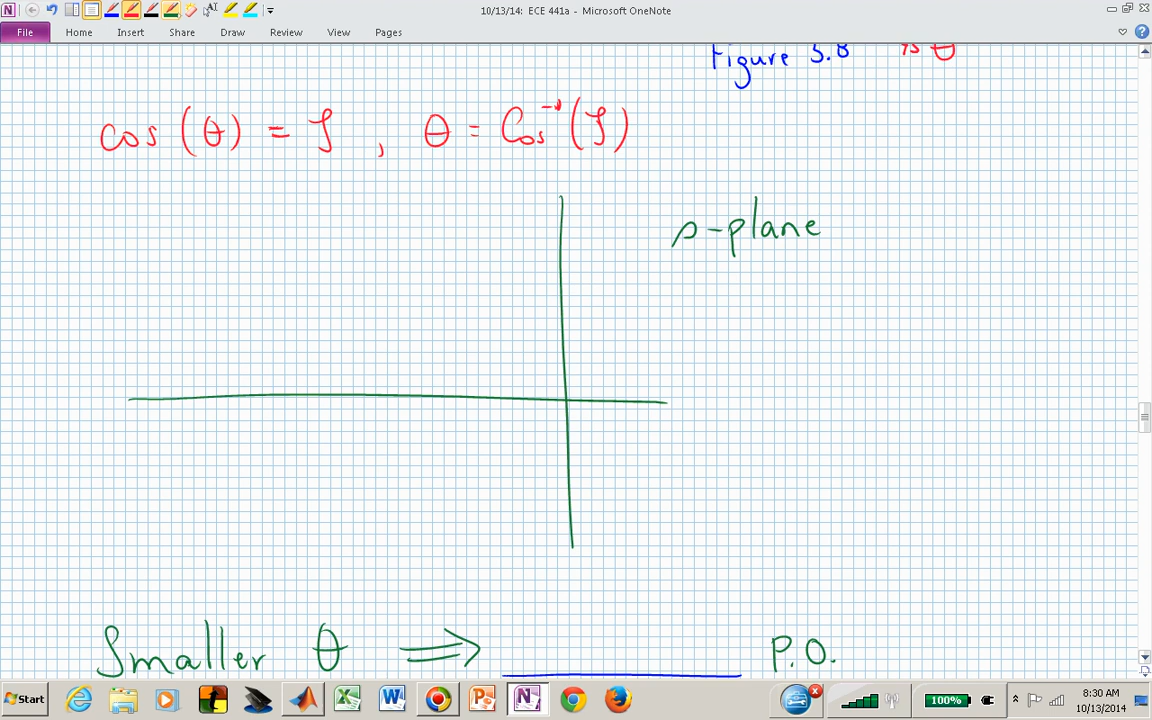 10/13/14: ECE 441a - Microsoft OneNote
File Home Insert Share Draw Review View Pages
Figure 5.8 is θ
cos (θ) = ζ , θ = Cos⁻¹ (ζ)
s-plane
Smaller θ ⇒ P.O.
Start
100%
8:30 AM
10/13/2014